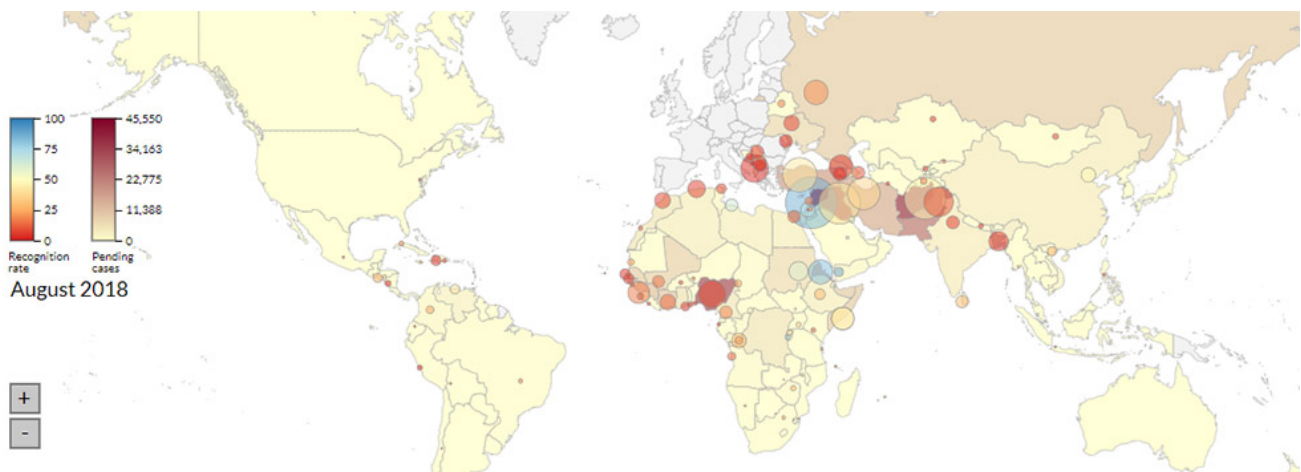 100
75
50
25
0
Recognition
rate
45,550
34,163
22,775
11,388
0
Pending
cases
August 2018
+
-